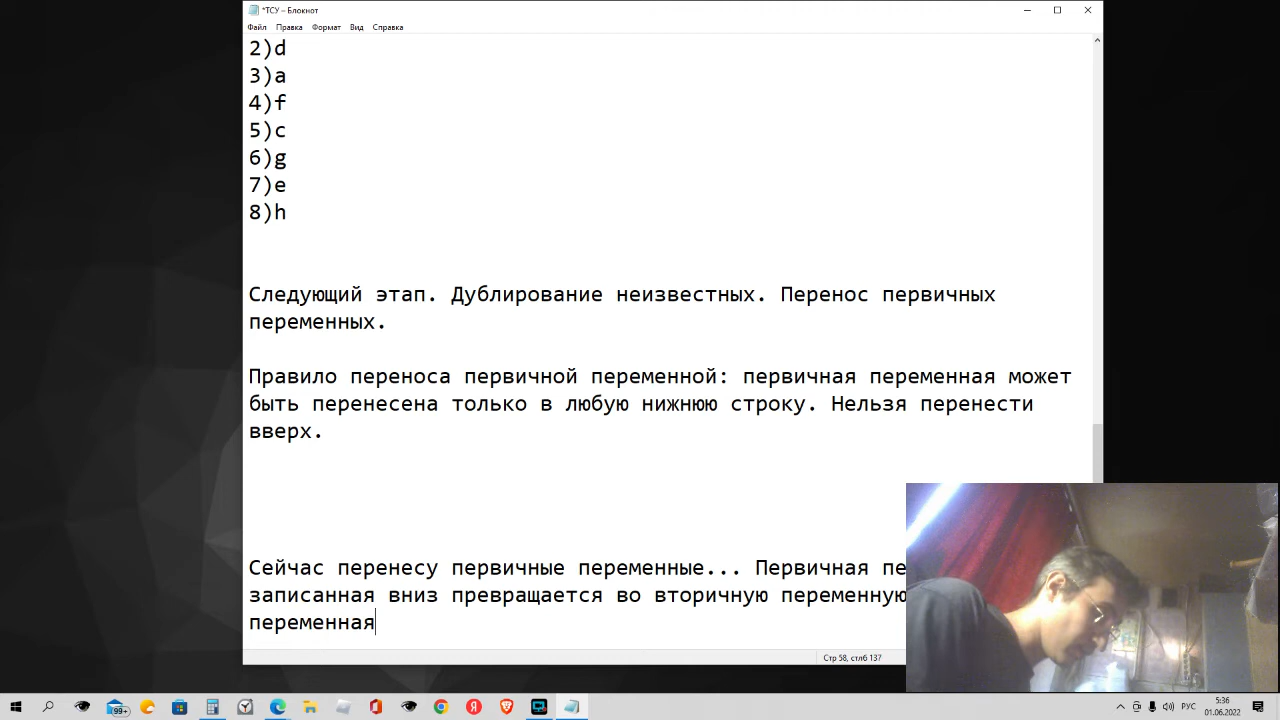 *ТСУ – Блокнот
Файл Правка Формат Вид Справка
2)d
3)a
4)f
5)c
6)g
7)e
8)h
Следующий этап. Дублирование неизвестных. Перенос первичных
переменных.
Правило переноса первичной переменной: первичная переменная может
быть перенесена только в любую нижнюю строку. Нельзя перенести
вверх.
Сейчас перенесу первичные переменные... Первичная пе
записанная вниз превращается во вторичную переменную
переменная
Стр 58, стлб 137
99+
Я
РУС
5:36
01.06.2022